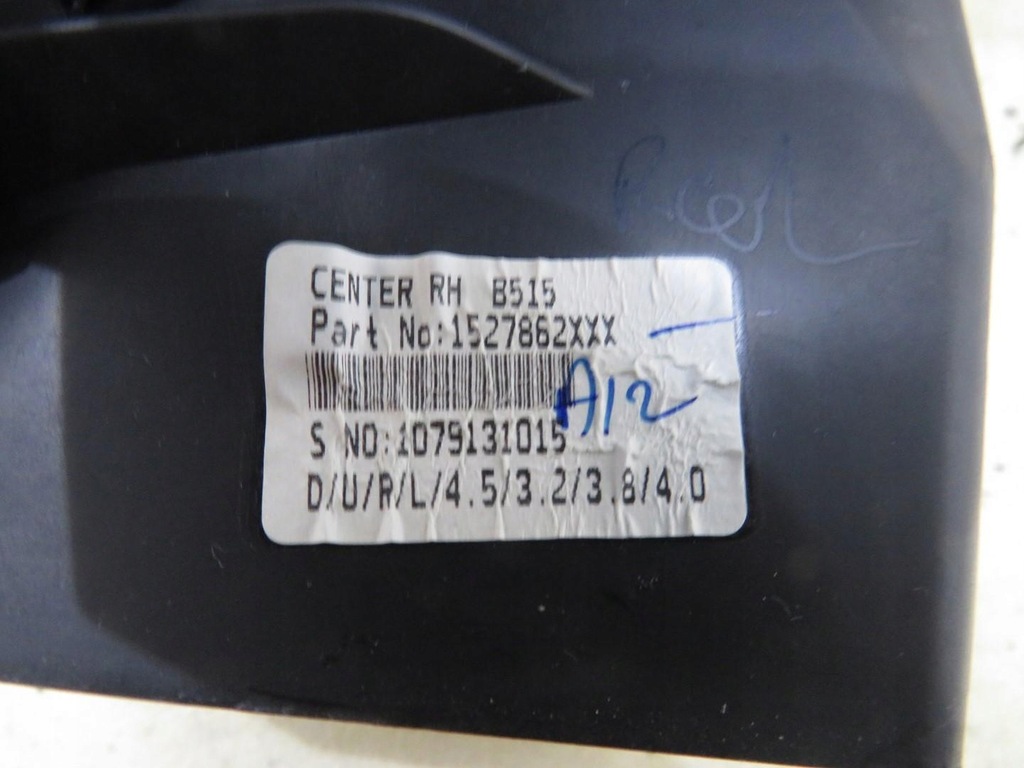 CENTER RH B515
Part No:1527862XXX
A12
S NO:1079131015
D/U/R/L/4.5/3.2/3.8/4.0